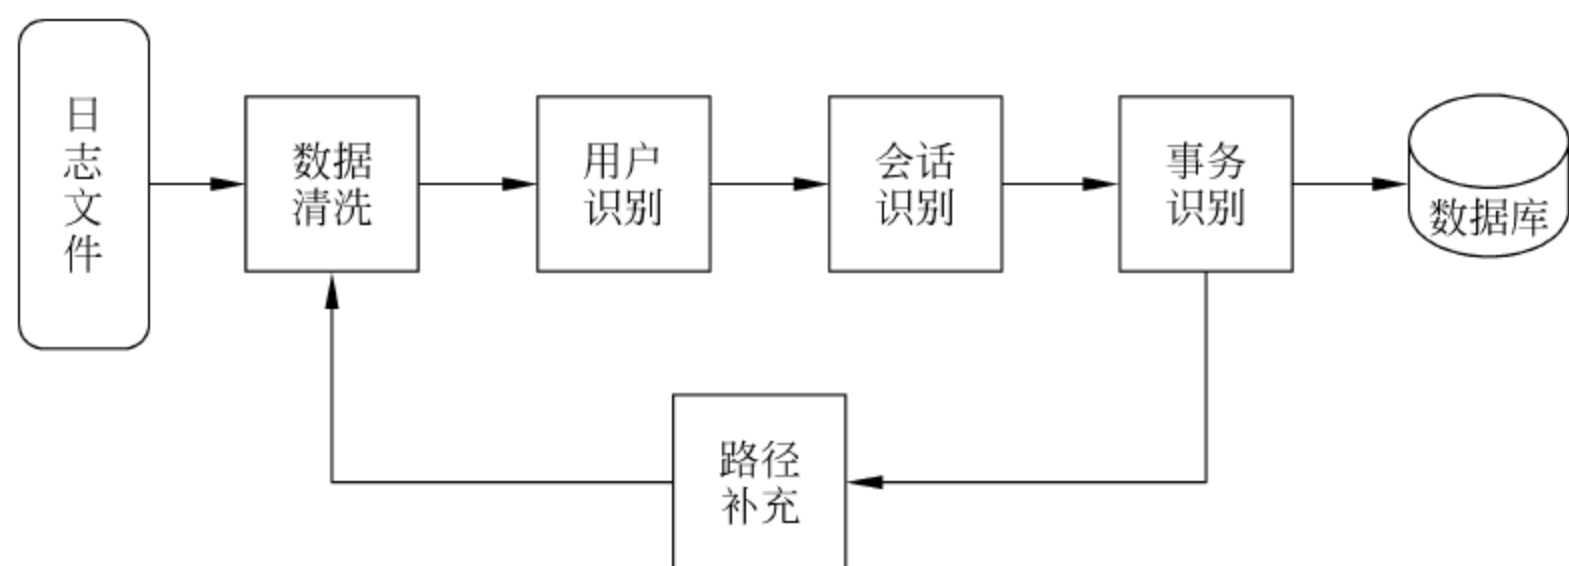 日
志
文
件
数据
清洗
用户
识别
会话
识别
事务
识别
数据库
路径
补充